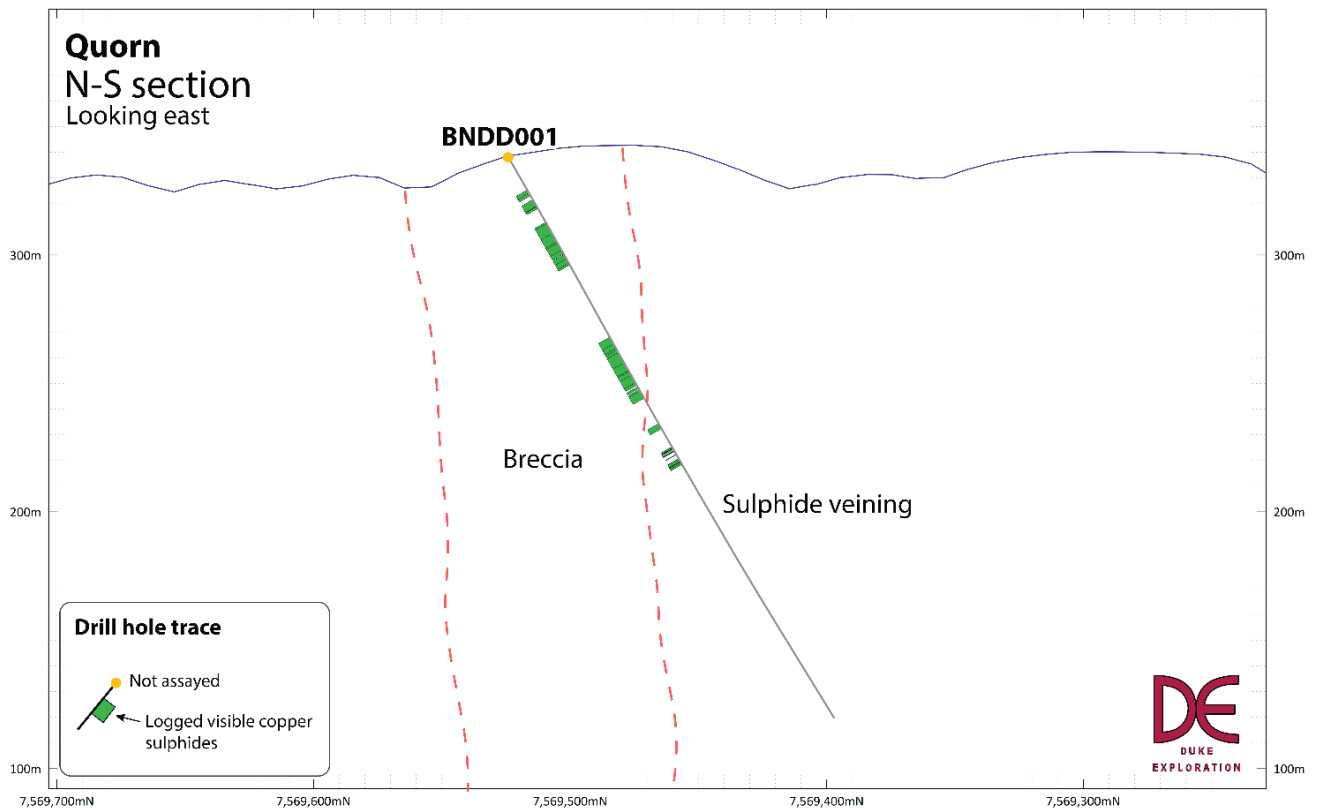 Quorn
N-S section
Looking east
BNDD001
300m
300m
Breccia
Sulphide veining
200m
200m
Drill hole trace
Not assayed
Logged visible copper
sulphides
DE
DUKE
EXPLORATION
100m
100m
7,569,700mN
7,569,600mN
7,569,500mN
7,569,400mN
7,569,300mN